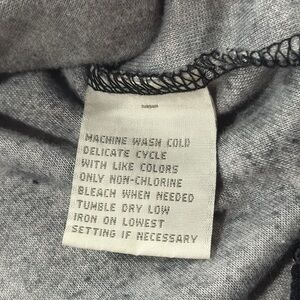 MACHINE WASH COLD
DELICATE CYCLE
WITH LIKE COLORS
ONLY NON-CHLORINE
BLEACH WHEN NEEDED
TUMBLE DRY LOW
IRON ON LOWEST
SETTING IF NECESSARY